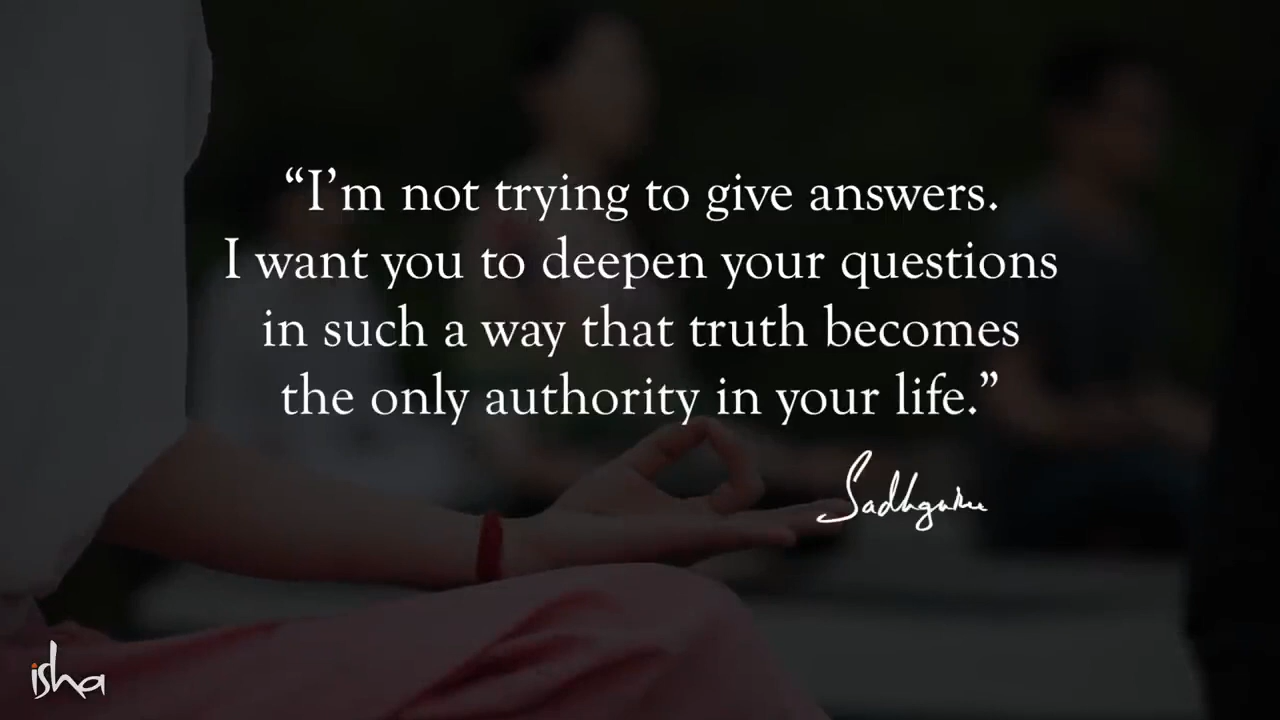 “I’m not trying to give answers.
I want you to deepen your questions
in such a way that truth becomes
the only authority in your life.”
Sadhguru
isha